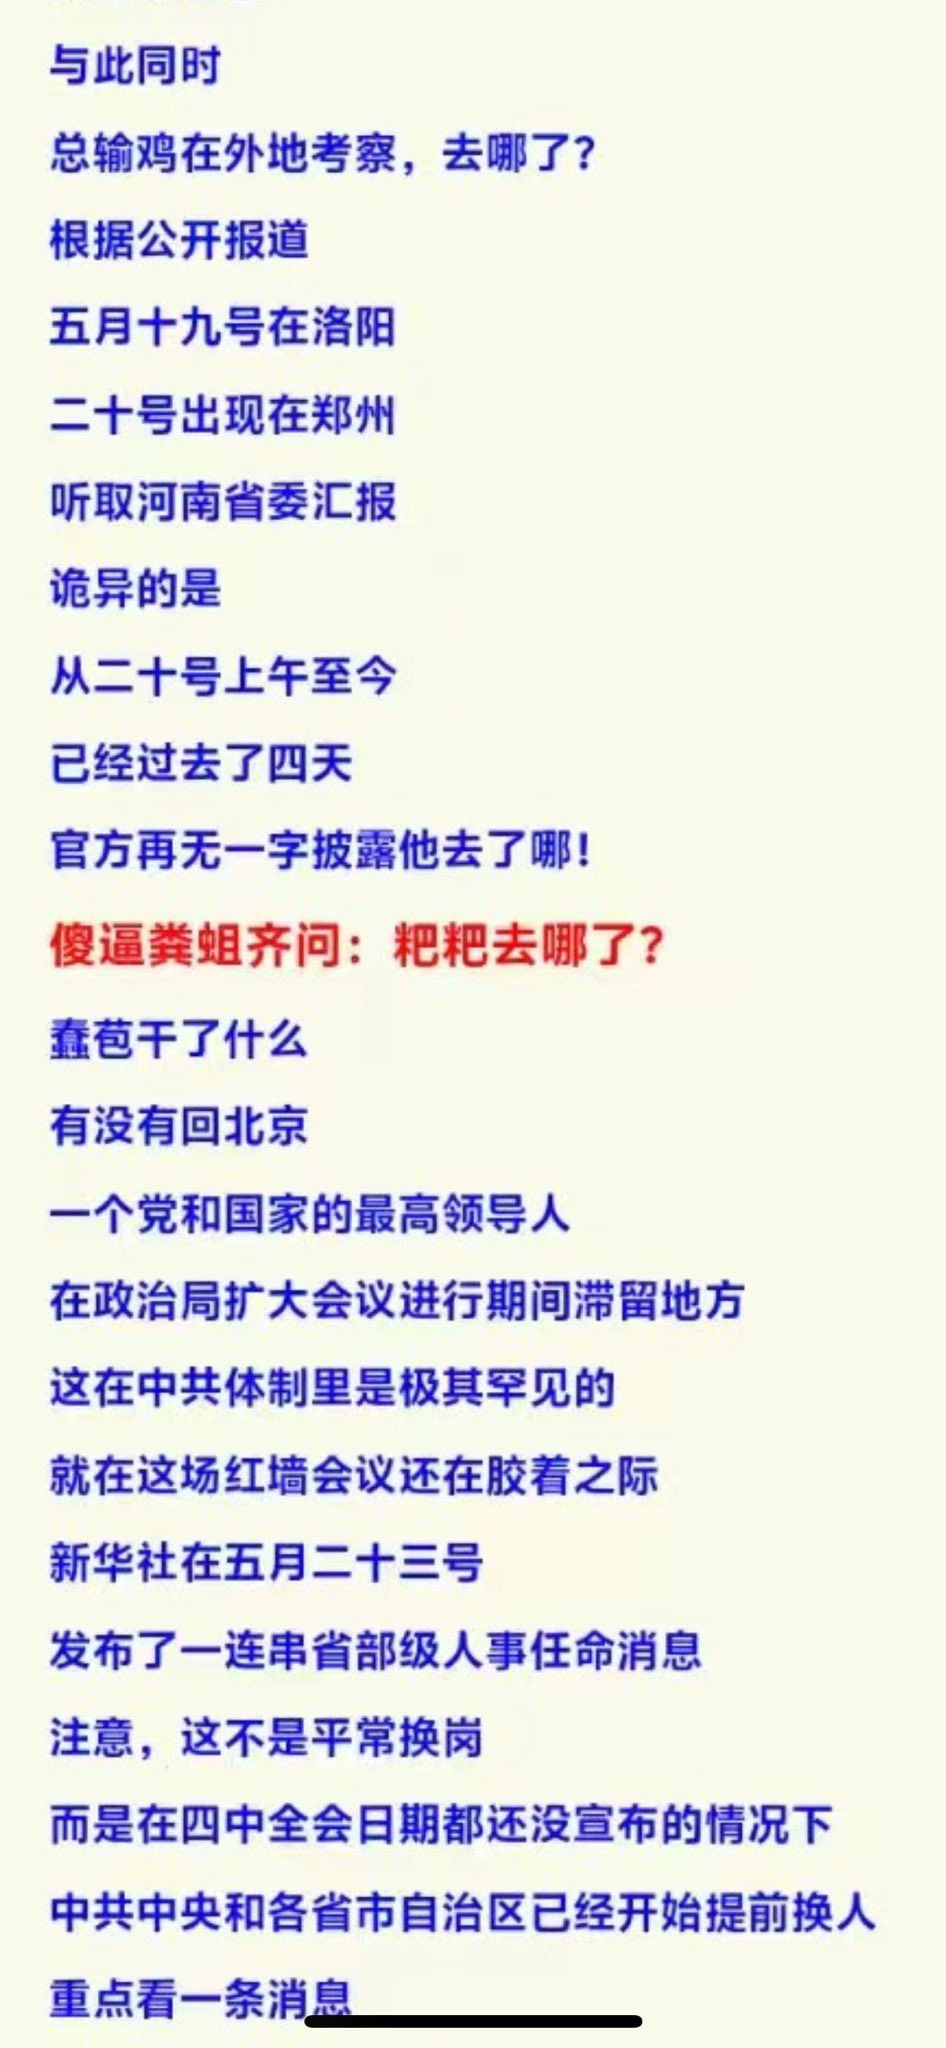 与此同时
总输鸡在外地考察，去哪了？
根据公开报道
五月十九号在洛阳
二十号出现在郑州
听取河南省委汇报
诡异的是
从二十号上午至今
已经过去了四天
官方再无一字披露他去了哪！
傻逼粪蛆齐问：粑粑去哪了？
蠢苞干了什么
有没有回北京
一个党和国家的最高领导人
在政治局扩大会议进行期间滞留地方
这在中共体制里是极其罕见的
就在这场红墙会议还在胶着之际
新华社在五月二十三号
发布了一连串省部级人事任命消息
注意，这不是平常换岗
而是在四中全会日期都还没宣布的情况下
中共中央和各省市自治区已经开始提前换人
重点看一条消息